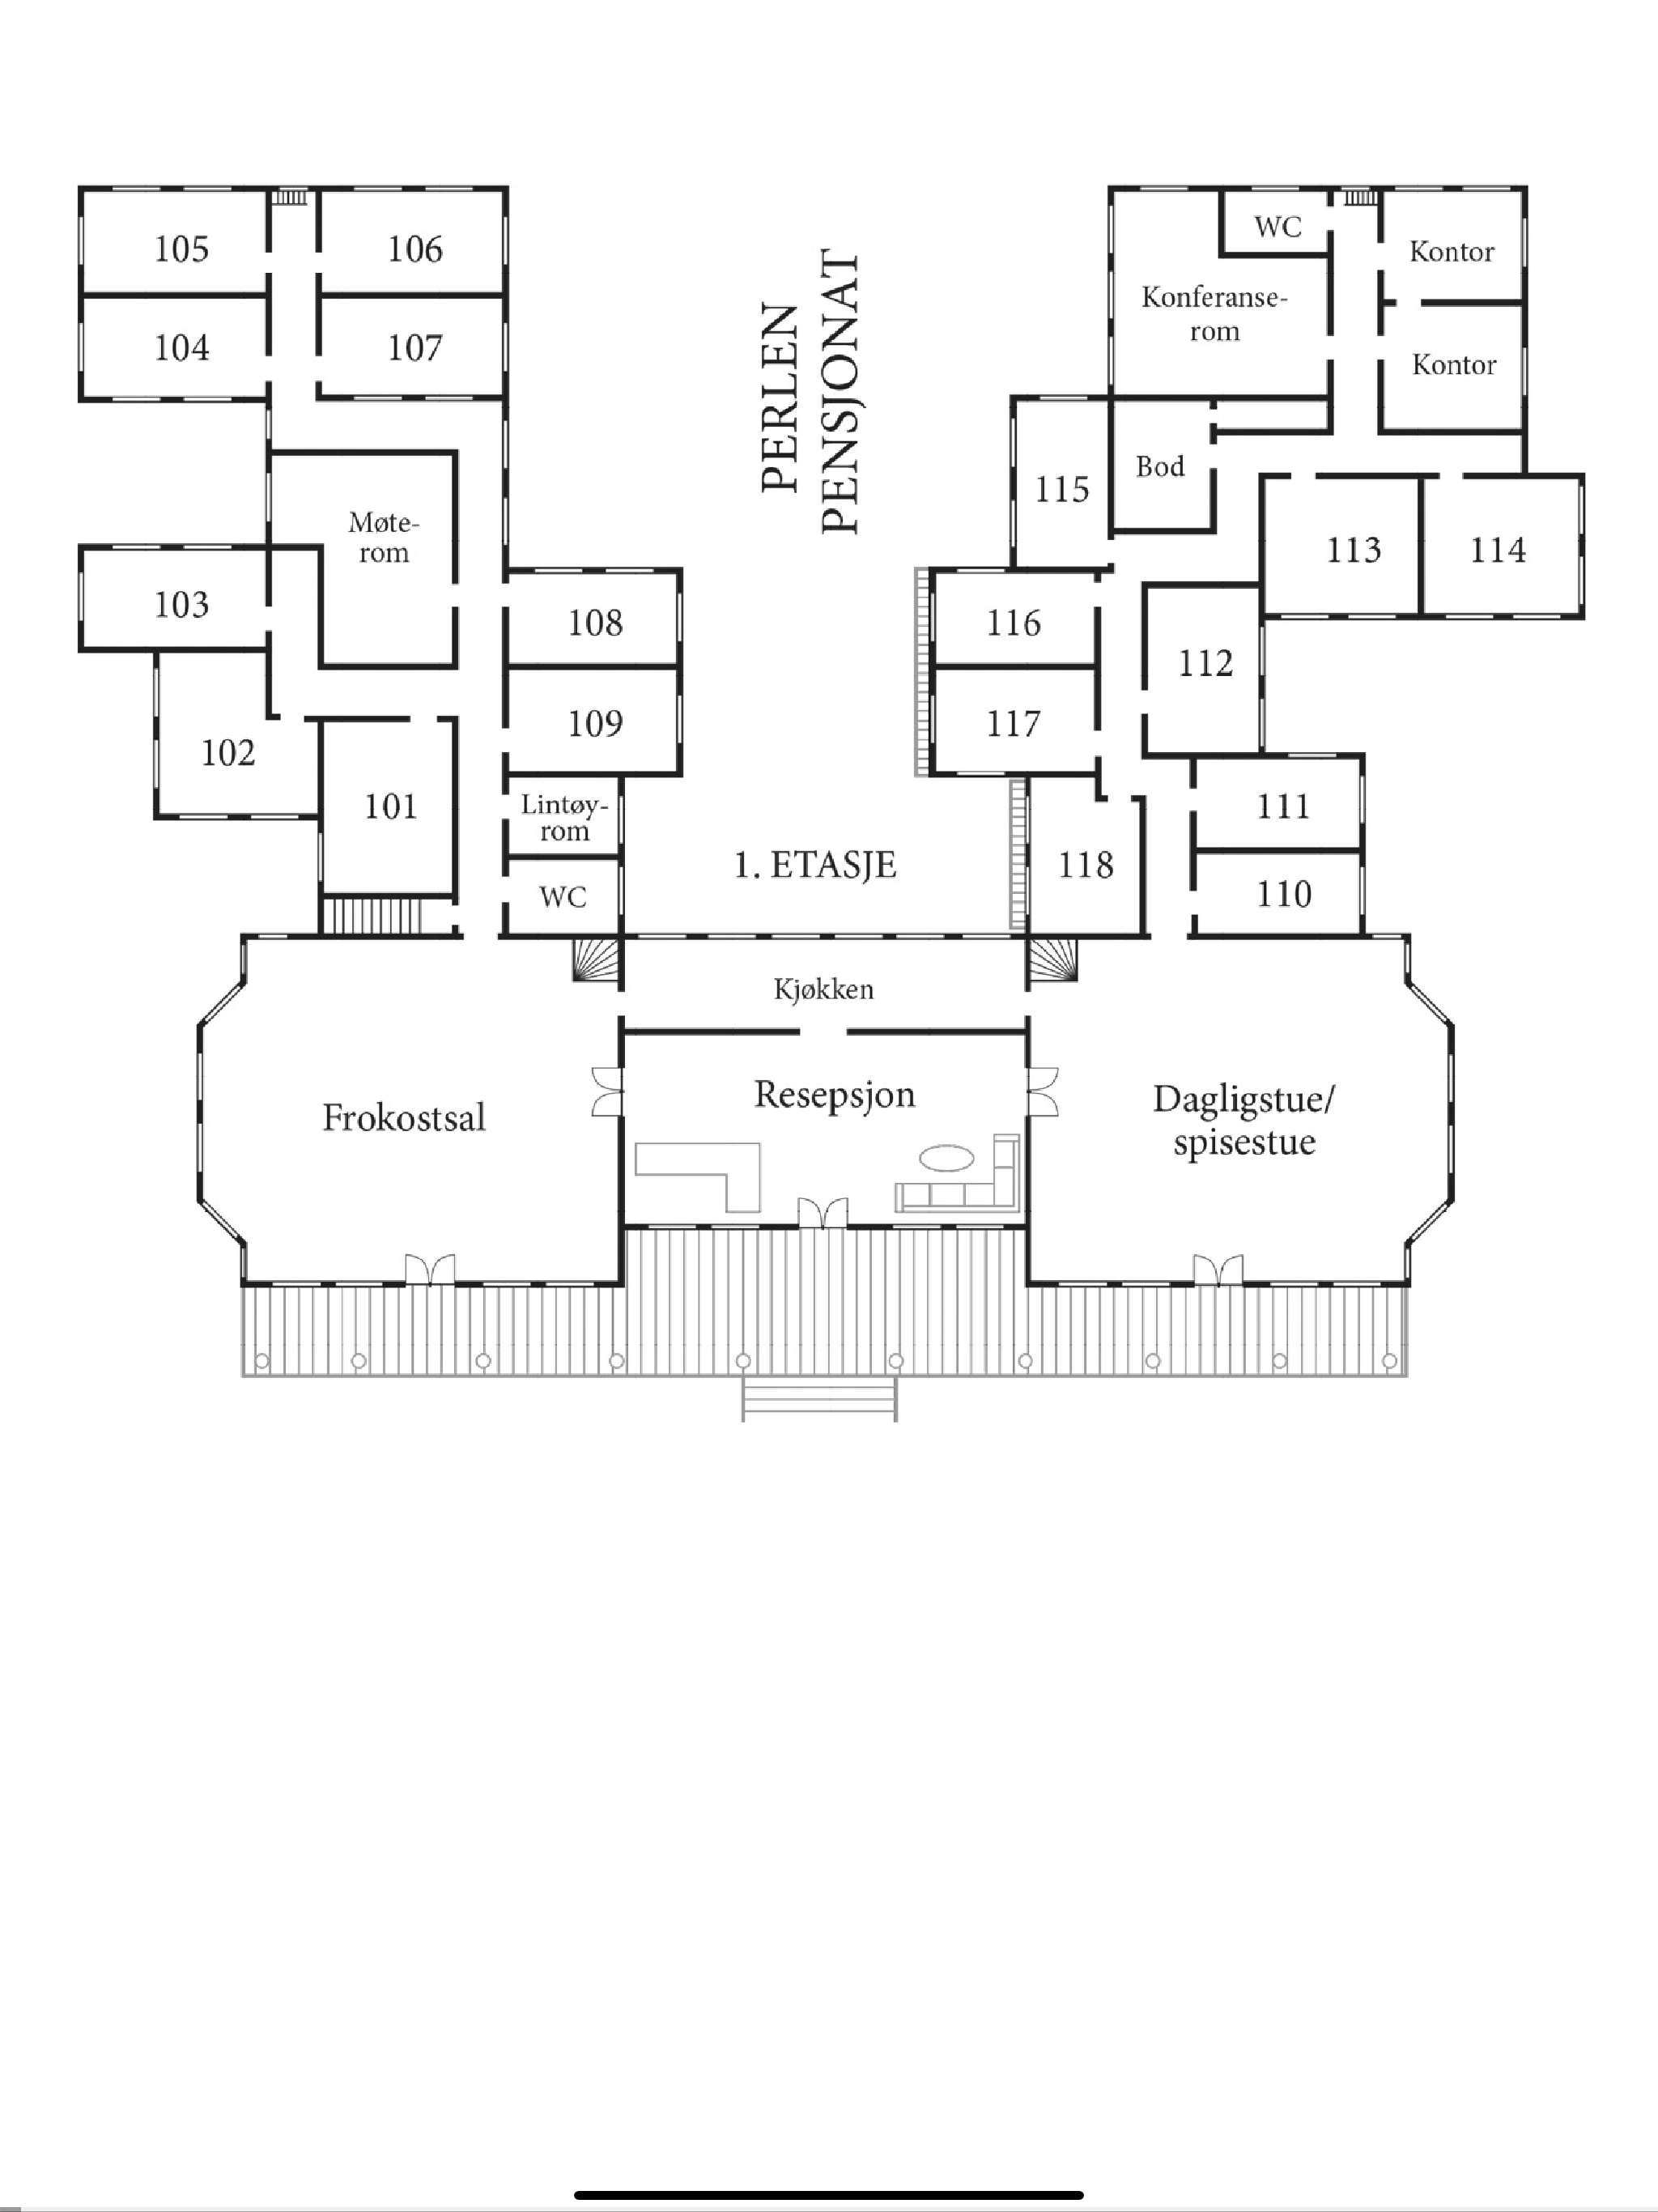 105
106
WC
Kontor
PERLEN
PENSJONAT
Konferanse-
rom
104
107
Kontor
Bod
115
Møte-
rom
113
114
103
108
116
112
102
109
117
101
Lintøy-
rom
111
1. ETASJE
118
WC
110
Kjøkken
Frokostsal
Resepsjon
Dagligstue/
spisestue